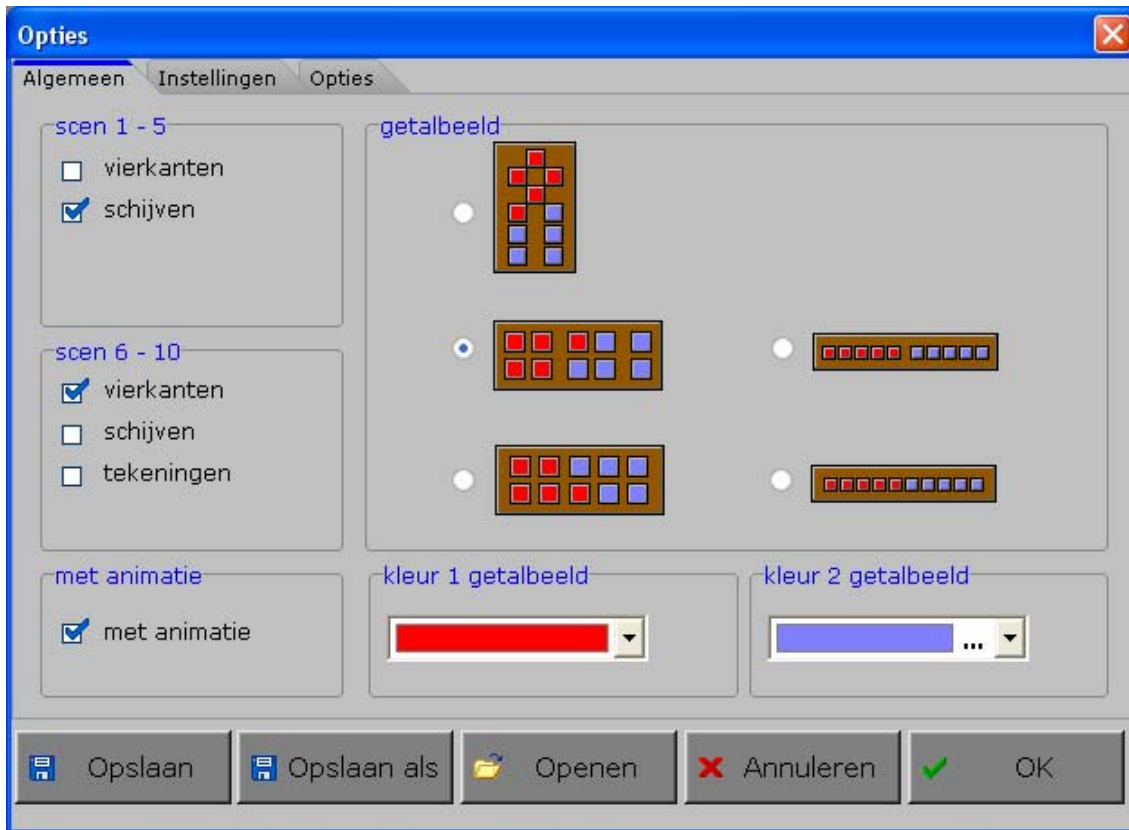 Opties
Algemeen Instellingen Opties
scen 1 - 5
vierkanten
schijven
getalbeeld
scen 6 - 10
vierkanten
schijven
tekeningen
met animatie
met animatie
kleur 1 getalbeeld
kleur 2 getalbeeld
...
Opslaan Opslaan als Openen Annuleren OK